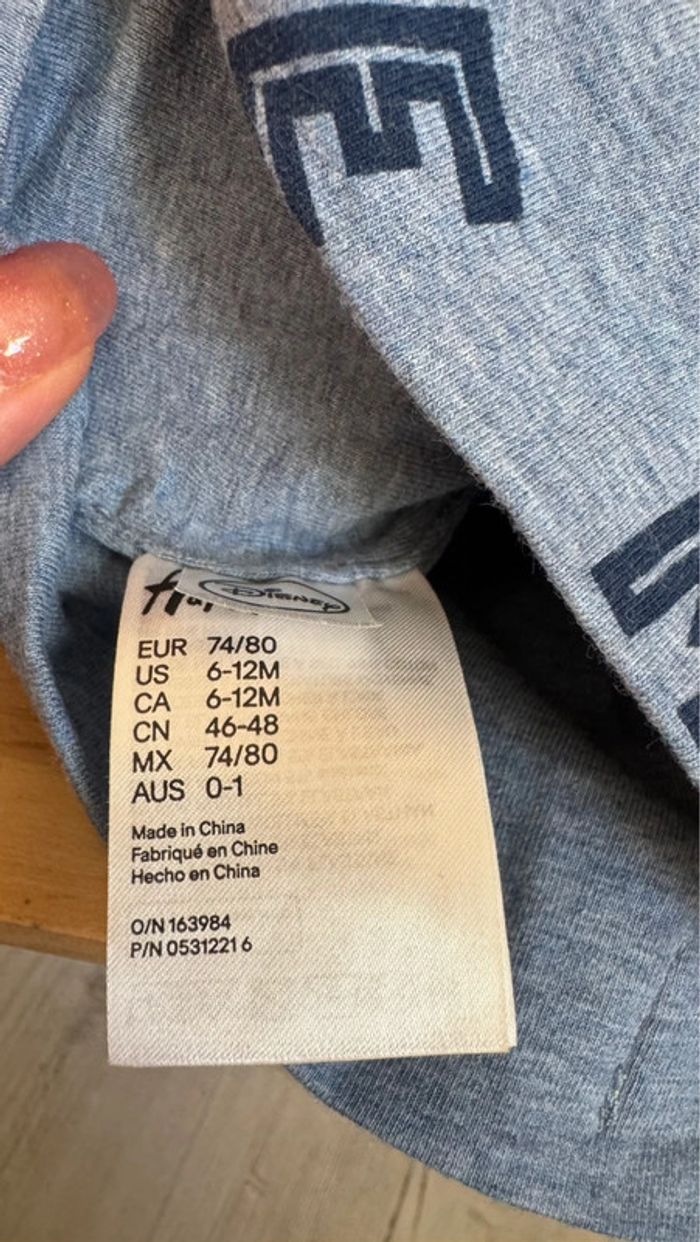 E
Disney
EUR 74/80
US 6-12M
CA 6-12M
CN 46-48
MX 74/80
AUS 0-1
Made in China
Fabriqué en Chine
Hecho en China
O/N 163984
P/N 05312216